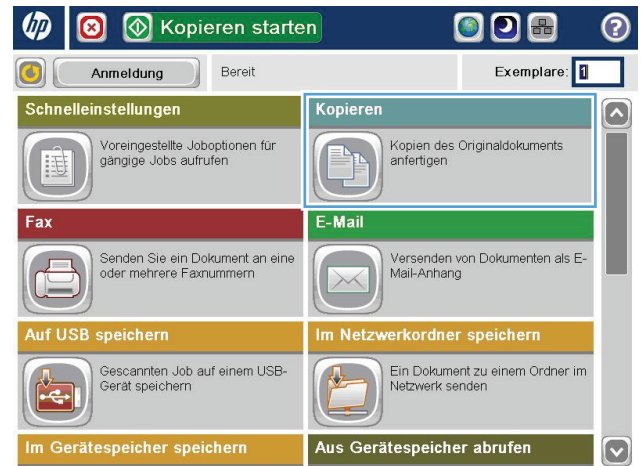 hp
Kopieren starten
?
Anmeldung
Bereit
Exemplare: 1
Schnelleinstellungen
Voreingestellte Joboptionen für
gängige Jobs aufrufen
Kopieren
Kopien des Originaldokuments
anfertigen
Fax
Senden Sie ein Dokument an eine
oder mehrere Faxnummern
E-Mail
Versenden von Dokumenten als E-
Mail-Anhang
Auf USB speichern
Gescannten Job auf einem USB-
Gerät speichern
Im Netzwerkordner speichern
Ein Dokument zu einem Ordner im
Netzwerk senden
Im Gerätespeicher speichern
Aus Gerätespeicher abrufen